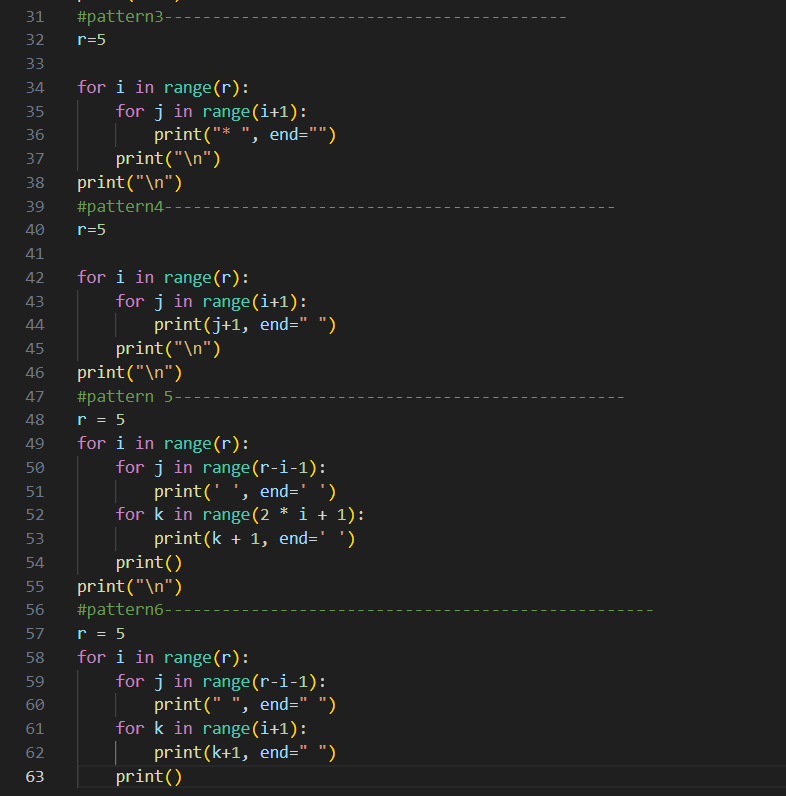 31 #pattern3------------------------------------------
32 r=5
33
34 for i in range(r):
35     for j in range(i+1):
36         print("* ", end="")
37     print("\n")
38 print("\n")
39 #pattern4-----------------------------------------------
40 r=5
41
42 for i in range(r):
43     for j in range(i+1):
44         print(j+1, end=" ")
45     print("\n")
46 print("\n")
47 #pattern 5-----------------------------------------------
48 r = 5
49 for i in range(r):
50     for j in range(r-i-1):
51         print(' ', end=' ')
52     for k in range(2 * i + 1):
53         print(k + 1, end=' ')
54     print()
55 print("\n")
56 #pattern6---------------------------------------------------
57 r = 5
58 for i in range(r):
59     for j in range(r-i-1):
60         print(" ", end=" ")
61     for k in range(i+1):
62         print(k+1, end=" ")
63     print()